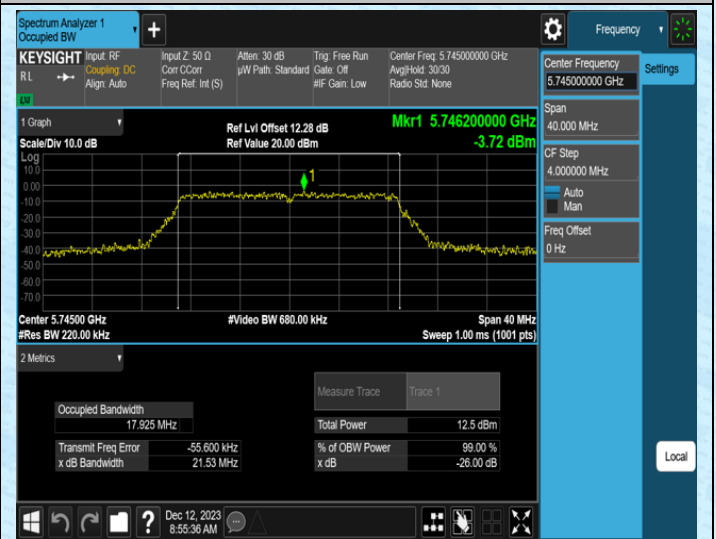 Spectrum Analyzer 1
Occupied BW
+
Frequency
KEYSIGHT
R L
LXI
Input: RF
Coupling: DC
Align: Auto
Input Z: 50 Ω
Corr CCorr
Freq Ref: Int (S)
Atten: 30 dB
µW Path: Standard
Trig: Free Run
Gate: Off
#IF Gain: Low
Center Freq: 5.745000000 GHz
Avg|Hold: 30/30
Radio Std: None
Center Frequency
5.745000000 GHz
Settings
Span
40.000 MHz
CF Step
4.000000 MHz
Auto
Man
Freq Offset
0 Hz
Local
1 Graph
Scale/Div 10.0 dB
Ref Lvl Offset 12.28 dB
Ref Value 20.00 dBm
Mkr1 5.746200000 GHz
-3.72 dBm
Log
10.0
0.00
-10.0
-20.0
-30.0
-40.0
-50.0
-60.0
-70.0
1
Center 5.74500 GHz
#Video BW 680.00 kHz
Span 40 MHz
#Res BW 220.00 kHz
Sweep 1.00 ms (1001 pts)
2 Metrics
Measure Trace
Trace 1
Occupied Bandwidth
17.925 MHz
Total Power
12.5 dBm
Transmit Freq Error
-55.600 kHz
% of OBW Power
99.00 %
x dB Bandwidth
21.53 MHz
x dB
-26.00 dB
?
Dec 12, 2023
8:55:36 AM